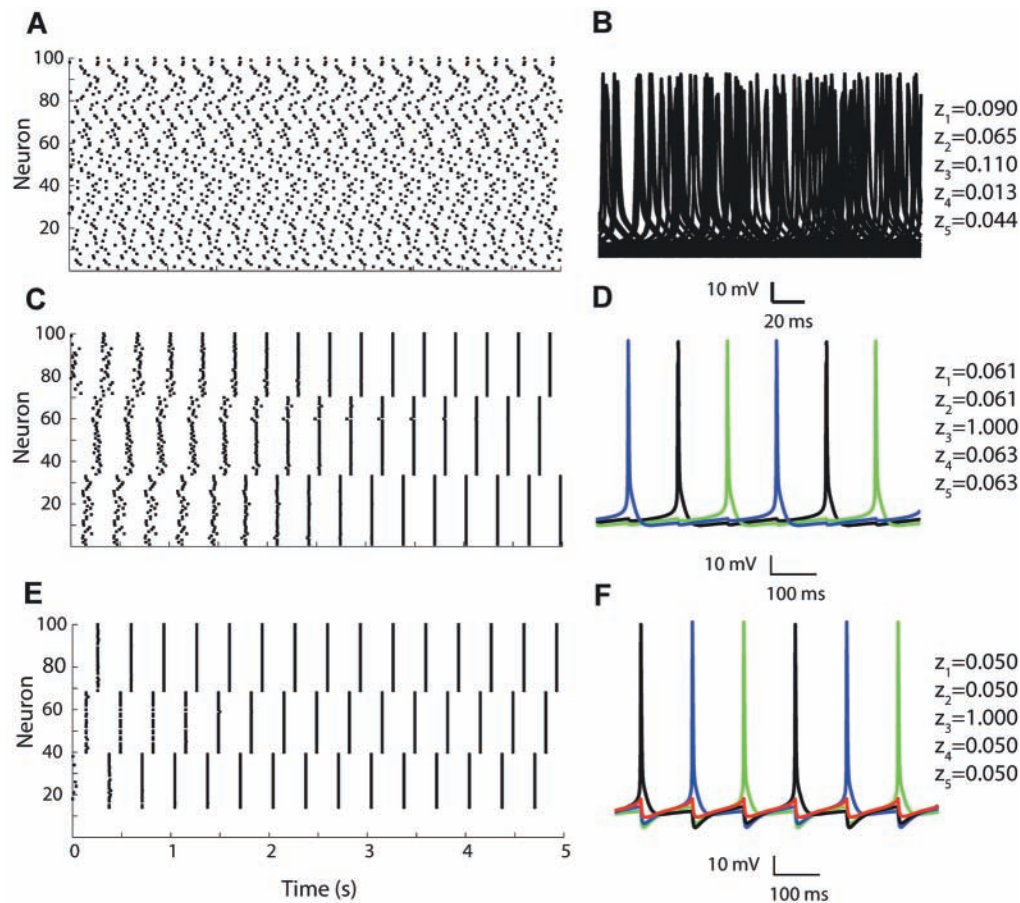 A
Neuron
100
80
60
40
20
B
z1=0.090
z2=0.065
z3=0.110
z4=0.013
z5=0.044
10 mV
20 ms
C
Neuron
100
80
60
40
20
D
z1=0.061
z2=0.061
z3=1.000
z4=0.063
z5=0.063
10 mV
100 ms
E
Neuron
100
80
60
40
20
0 1 2 3 4 5
Time (s)
F
z1=0.050
z2=0.050
z3=1.000
z4=0.050
z5=0.050
10 mV
100 ms